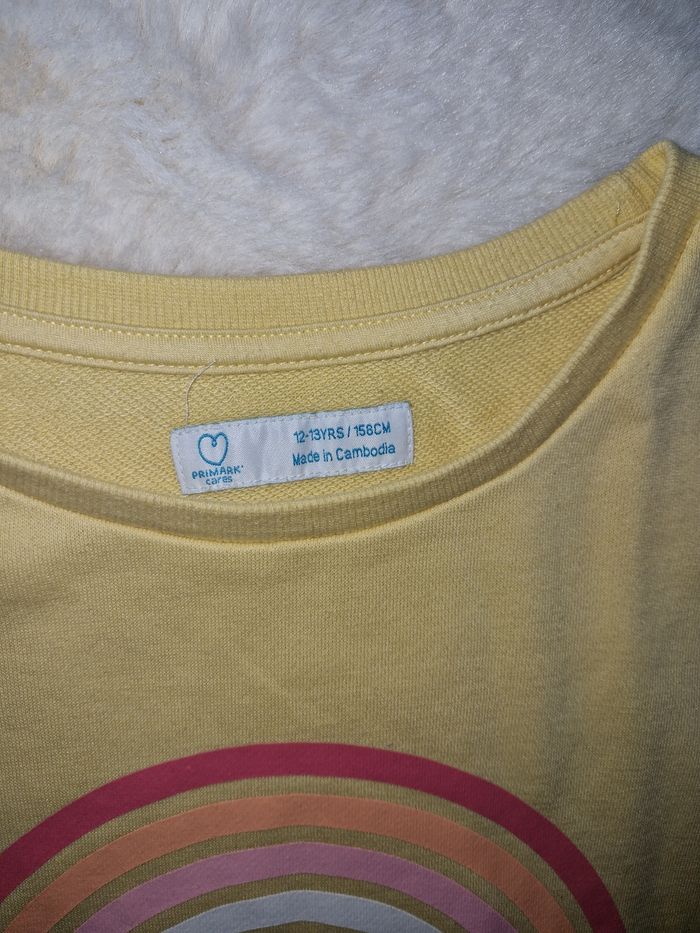 PRIMARK®
cares
12-13YRS / 158CM
Made in Cambodia